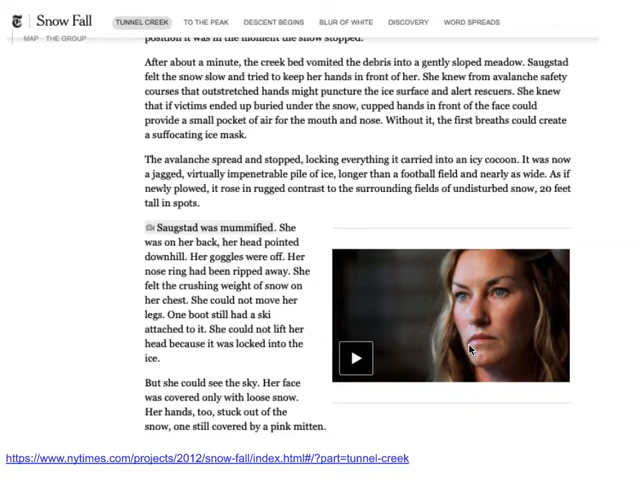 Snow Fall TUNNEL CREEK TO THE PEAK DESCENT BEGINS BLUR OF WHITE DISCOVERY WORD SPREADS
MAP THE GROUP
position it was in the moment the snow stopped.
After about a minute, the creek bed vomited the debris into a gently sloped meadow. Saugstad
felt the snow slow and tried to keep her hands in front of her. She knew from avalanche safety
courses that outstretched hands might puncture the ice surface and alert rescuers. She knew
that if victims ended up buried under the snow, cupped hands in front of the face could
provide a small pocket of air for the mouth and nose. Without it, the first breaths could create
a suffocating ice mask.
The avalanche spread and stopped, locking everything it carried into an icy cocoon. It was now
a jagged, virtually impenetrable pile of ice, longer than a football field and nearly as wide. As if
newly plowed, it rose in rugged contrast to the surrounding fields of undisturbed snow, 20 feet
tall in spots.
Saugstad was mummified. She
was on her back, her head pointed
downhill. Her goggles were off. Her
nose ring had been ripped away. She
felt the crushing weight of snow on
her chest. She could not move her
legs. One boot still had a ski
attached to it. She could not lift her
head because it was locked into the
ice.
But she could see the sky. Her face
was covered only with loose snow.
Her hands, too, stuck out of the
snow, one still covered by a pink mitten.
https://www.nytimes.com/projects/2012/snow-fall/index.html#/?part=tunnel-creek